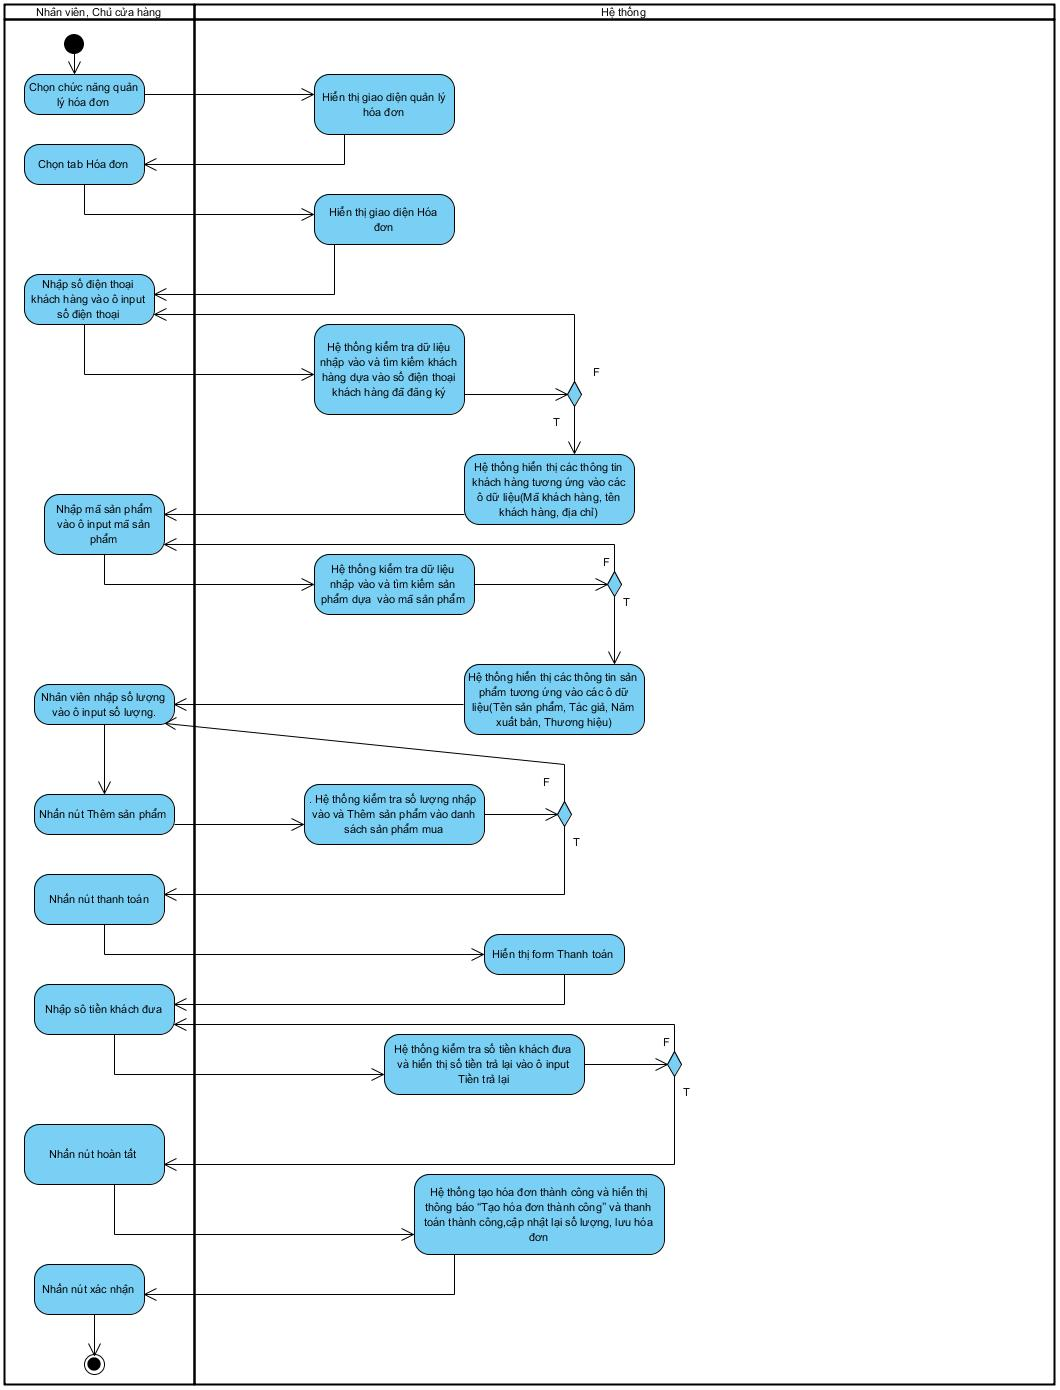 Nhân viên, Chủ cửa hàng
Hệ thống
Chọn chức năng quản
lý hóa đơn
Hiển thị giao diện quản lý
hóa đơn
Chọn tab Hóa đơn
Hiển thị giao diện Hóa
đơn
Nhập số điện thoại
khách hàng vào ô input
số điện thoại
Hệ thống kiểm tra dữ liệu
nhập vào và tìm kiếm khách
hàng dựa vào số điện thoại
khách hàng đã đăng ký
F
T
Hệ thống hiển thị các thông tin
khách hàng tương ứng vào các
ô dữ liệu(Mã khách hàng, tên
khách hàng, địa chỉ)
Nhập mã sản phẩm
vào ô input mã sản
phẩm
Hệ thống kiểm tra dữ liệu
nhập vào và tìm kiếm sản
phẩm dựa  vào mã sản phẩm
F
T
Hệ thống hiển thị các thông tin sản
phẩm tương ứng vào các ô dữ
liệu(Tên sản phẩm, Tác giả, Năm
xuất bản, Thương hiệu)
Nhân viên nhập số lượng
vào ô input số lượng.
Nhấn nút Thêm sản phẩm
. Hệ thống kiểm tra số lượng nhập
vào và Thêm sản phẩm vào danh
sách sản phẩm mua
F
T
Nhấn nút thanh toán
Hiển thị form Thanh toán
Nhập sô tiền khách đưa
Hệ thống kiểm tra số tiền khách đưa
và hiển thị số tiền trả lại vào ô input
Tiền trả lại
F
T
Nhấn nút hoàn tất
Hệ thống tạo hóa đơn thành công và hiển thị
thông báo “Tạo hóa đơn thành công” và thanh
toán thành công,cập nhật lại số lượng, lưu hóa
đơn
Nhấn nút xác nhận